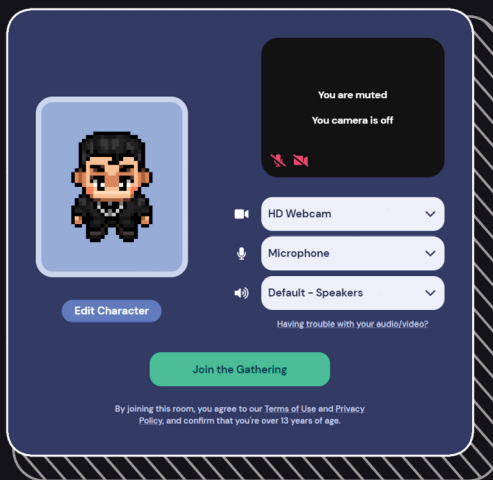 You are muted
You camera is off
HD Webcam
Microphone
Default - Speakers
Having trouble with your audio/video?
Edit Character
Join the Gathering
By joining this room, you agree to our Terms of Use and Privacy
Policy, and confirm that you're over 13 years of age.